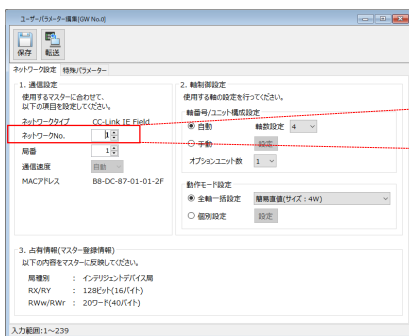 ユーザーパラメーター編集(GW No.0)
保存 転送
ネットワーク設定 特殊パラメーター
1. 通信設定
使用するマスターに合わせて、
以下の項目を設定してください。
ネットワークタイプ CC-Link IE Field
ネットワークNo. 1
局番 1
通信速度 自動
MACアドレス B8-DC-87-01-01-2F
2. 軸制御設定
使用する軸の設定を行ってください。
軸番号/ユニット構成設定
自動 軸数設定 4
手動 設定
オプションユニット数 1
動作モード設定
全軸一括設定 簡易直値(サイズ：4W)
個別設定 設定
3. 占有情報(マスター登録情報)
以下の内容をマスターに反映してください。
局種別 : インテリジェントデバイス局
RX/RY : 128ビット(16バイト)
RWw/RWr : 20ワード(40バイト)
入力範囲:1～239